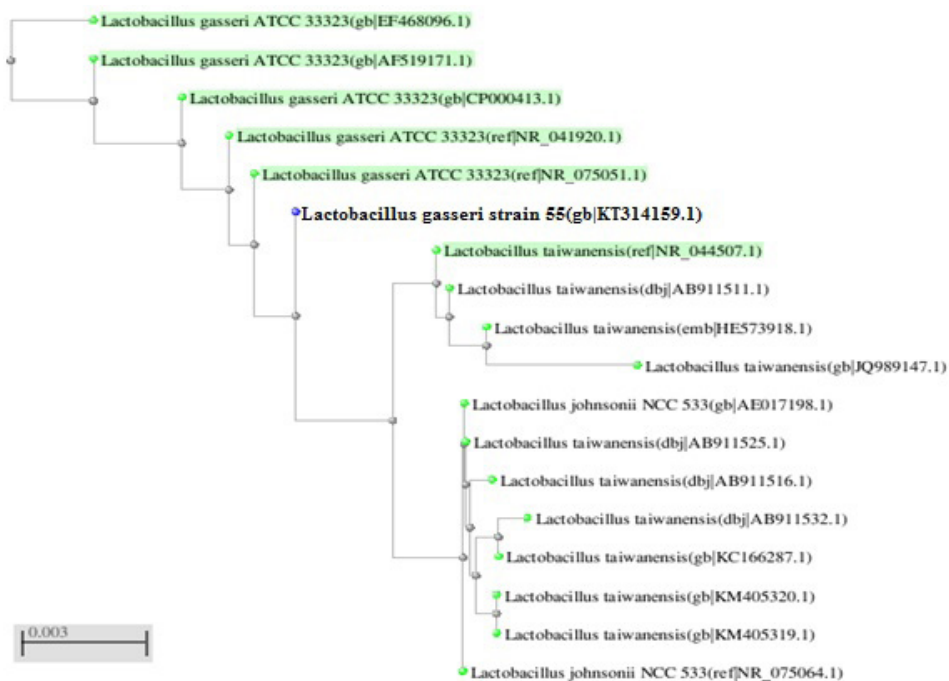 Lactobacillus gasseri ATCC 33323(gb|EF468096.1)
Lactobacillus gasseri ATCC 33323(gb|AF519171.1)
Lactobacillus gasseri ATCC 33323(gb|CP000413.1)
Lactobacillus gasseri ATCC 33323(ref|NR_041920.1)
Lactobacillus gasseri ATCC 33323(ref|NR_075051.1)
Lactobacillus gasseri strain 55(gb|KT314159.1)
Lactobacillus taiwanensis(ref|NR_044507.1)
Lactobacillus taiwanensis(dbj|AB911511.1)
Lactobacillus taiwanensis(emb|HE573918.1)
Lactobacillus taiwanensis(gb|JQ989147.1)
Lactobacillus johnsonii NCC 533(gb|AE017198.1)
Lactobacillus taiwanensis(dbj|AB911525.1)
Lactobacillus taiwanensis(dbj|AB911516.1)
Lactobacillus taiwanensis(dbj|AB911532.1)
Lactobacillus taiwanensis(gb|KC166287.1)
Lactobacillus taiwanensis(gb|KM405320.1)
Lactobacillus taiwanensis(gb|KM405319.1)
0.003
Lactobacillus johnsonii NCC 533(ref|NR_075064.1)